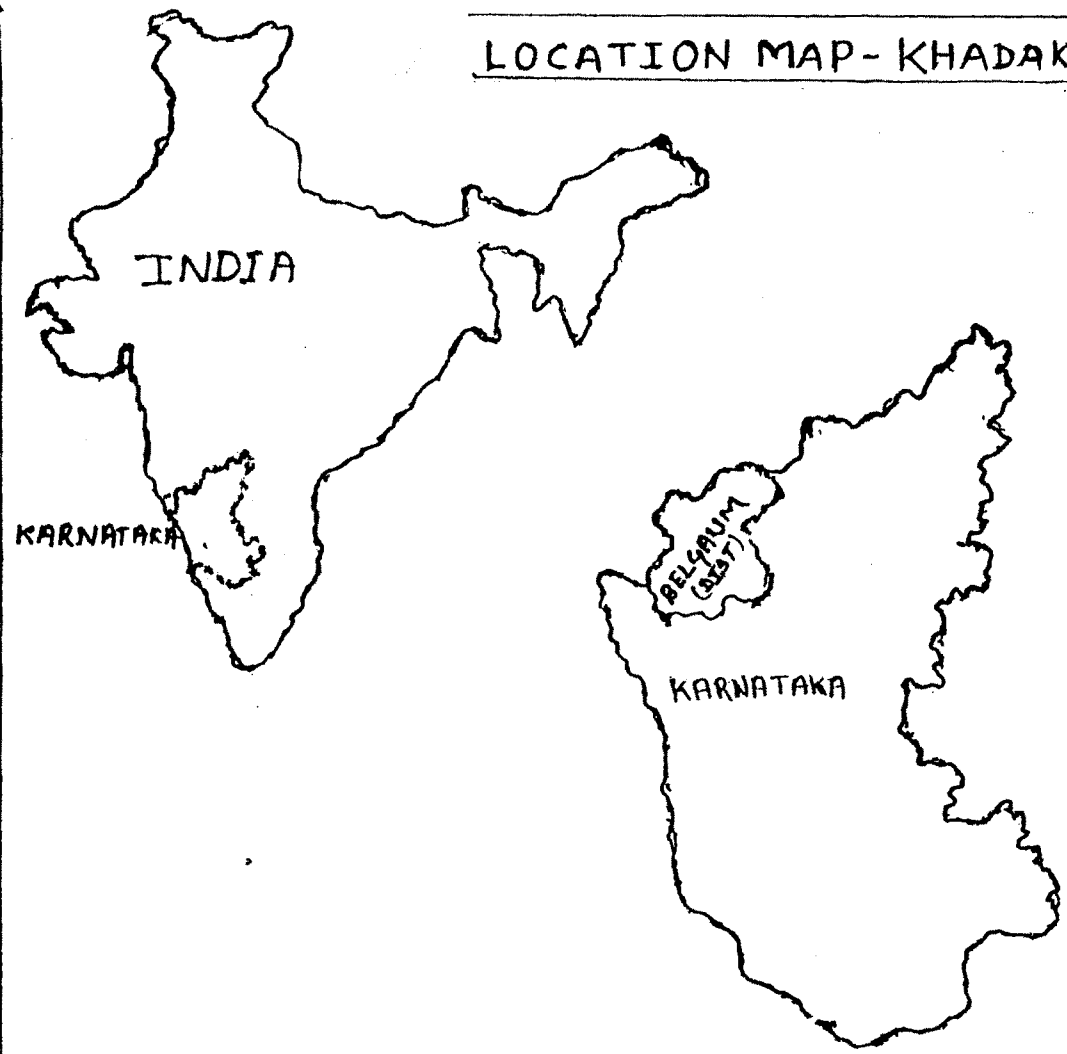 LOCATION MAP - KHADAK
INDIA
KARNATAKA
BELGAUM
(DIST)
KARNATAKA